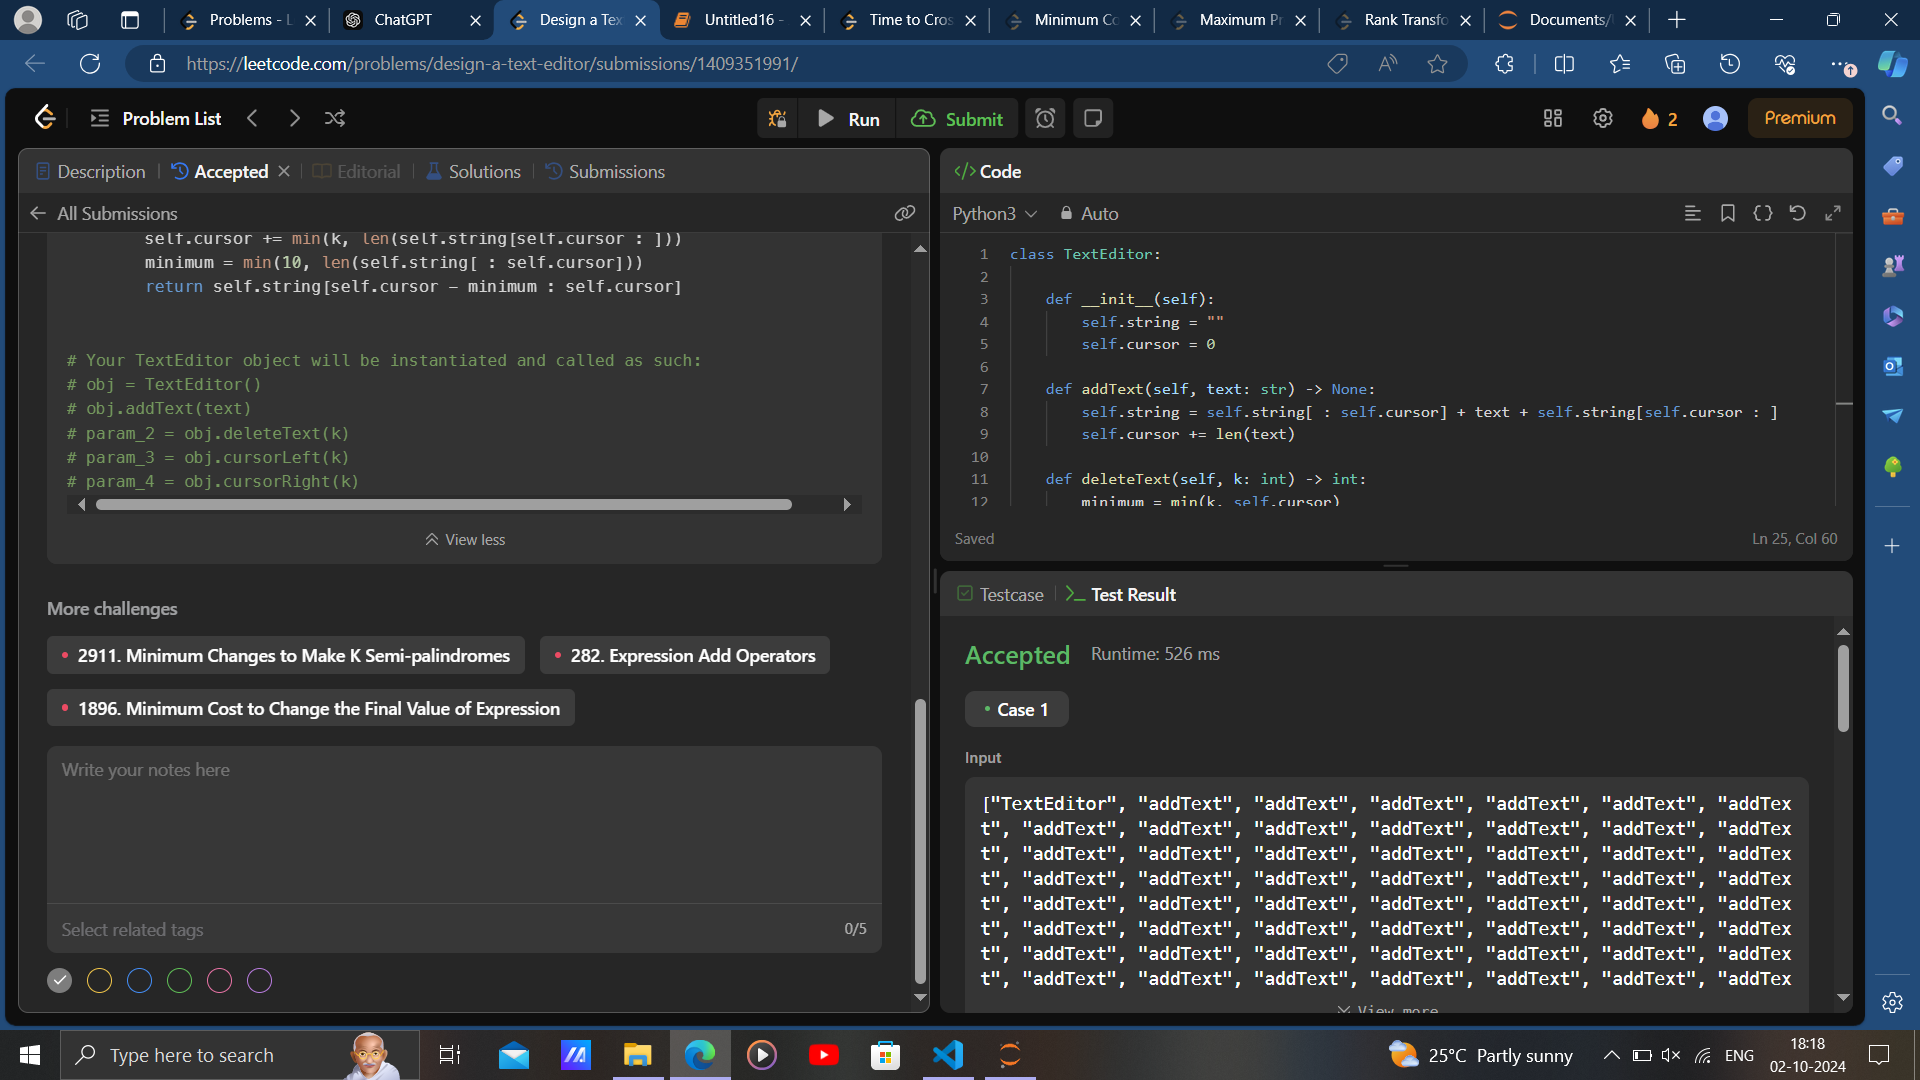 Problems - L
ChatGPT
Design a Tex
Untitled16 -
Time to Cros
Minimum Co
Maximum Pr
Rank Transfo
Documents/
https://leetcode.com/problems/design-a-text-editor/submissions/1409351991/
Problem List
Run
Submit
2
Premium
Description
Accepted
Editorial
Solutions
Submissions
All Submissions
self.cursor += min(k, len(self.string[self.cursor : ]))
minimum = min(10, len(self.string[ : self.cursor]))
return self.string[self.cursor - minimum : self.cursor]
# Your TextEditor object will be instantiated and called as such:
# obj = TextEditor()
# obj.addText(text)
# param_2 = obj.deleteText(k)
# param_3 = obj.cursorLeft(k)
# param_4 = obj.cursorRight(k)
View less
More challenges
2911. Minimum Changes to Make K Semi-palindromes
282. Expression Add Operators
1896. Minimum Cost to Change the Final Value of Expression
Write your notes here
Select related tags
0/5
</> Code
Python3
Auto
1 class TextEditor:
2
3 def __init__(self):
4 self.string = ""
5 self.cursor = 0
6
7 def addText(self, text: str) -> None:
8 self.string = self.string[ : self.cursor] + text + self.string[self.cursor : ]
9 self.cursor += len(text)
10
11 def deleteText(self, k: int) -> int:
12 minimum = min(k, self.cursor)
Saved
Ln 25, Col 60
Testcase
Test Result
Accepted
Runtime: 526 ms
Case 1
Input
["TextEditor", "addText", "addText", "addText", "addText", "addText", "addTex
t", "addText", "addText", "addText", "addText", "addText", "addText", "addTex
t", "addText", "addText", "addText", "addText", "addText", "addText", "addTex
t", "addText", "addText", "addText", "addText", "addText", "addText", "addTex
t", "addText", "addText", "addText", "addText", "addText", "addText", "addTex
t", "addText", "addText", "addText", "addText", "addText", "addText", "addTex
t", "addText", "addText", "addText", "addText", "addText", "addText", "addTex
t", "addText", "addText", "addText", "addText", "addText", "addText", "addTex
View more
Type here to search
25°C Partly sunny
ENG
18:18
02-10-2024